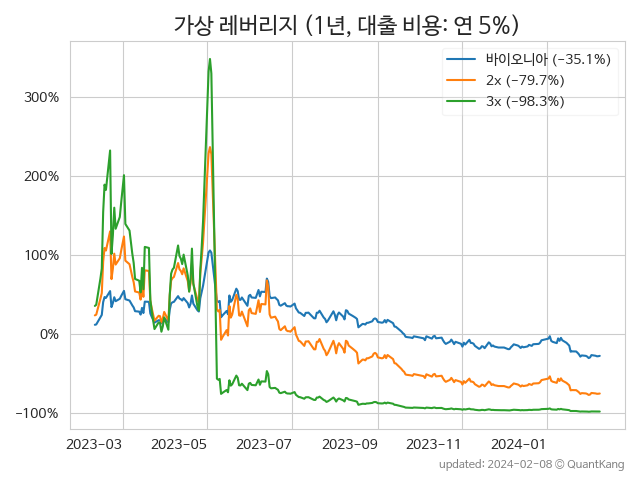 가상 레버리지 (1년, 대출 비용: 연 5%)
바이오니아 (−35.1%)
2x (−79.7%)
3x (−98.3%)
300%
200%
100%
0%
−100%
2023-03 2023-05 2023-07 2023-09 2023-11 2024-01
updated: 2024-02-08 © QuantKang